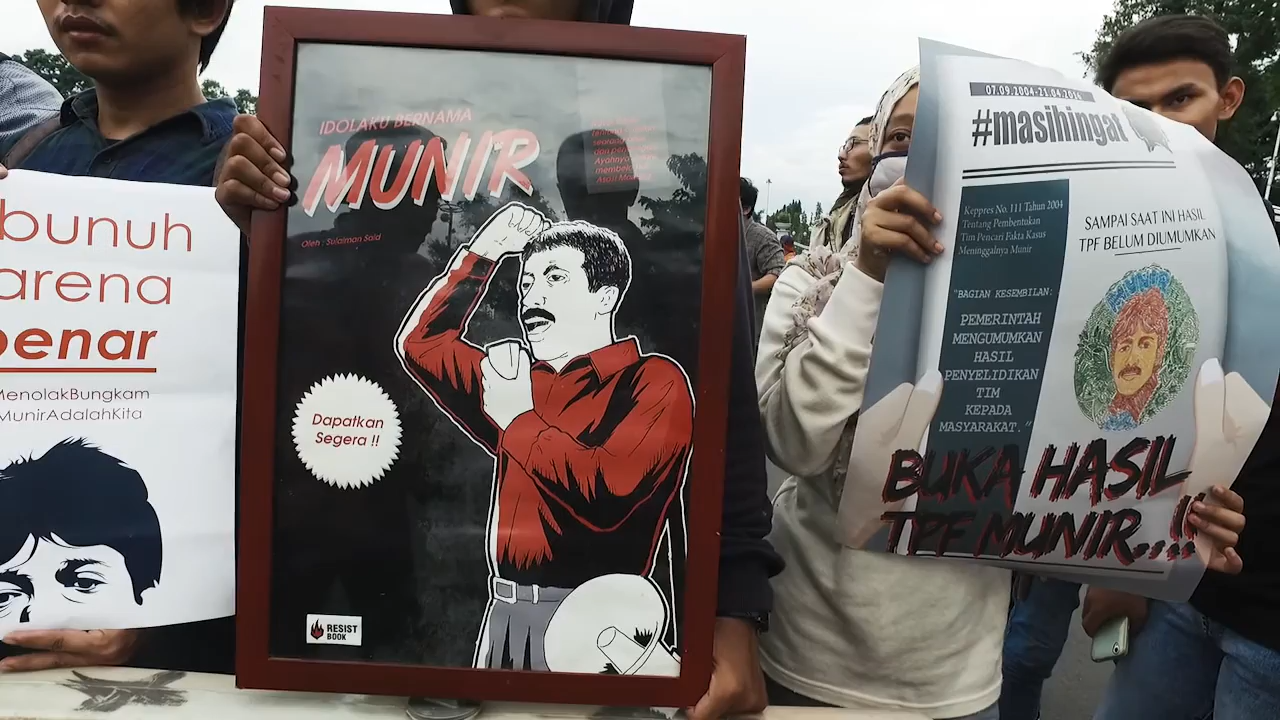 bunuh
arena
benar
MenolakBungkam
MunirAdalahKita
IDOLAKU BERNAMA
MUNIR
Oleh : Sulaiman Said
Dapatkan
Segera !!
RESIST
BOOK
07.09.2004-21.04.2016
#masihingat
Keppres No. 111 Tahun 2004
Tentang Pembentukan
Tim Pencari Fakta Kasus
Meninggalnya Munir
"BAGIAN KESEMBILAN:
PEMERINTAH
MENGUMUMKAN
HASIL
PENYELIDIKAN
TIM
KEPADA
MASYARAKAT."
SAMPAI SAAT INI HASIL
TPF BELUM DIUMUMKAN
MUNIR
BUKA HASIL
TPF MUNIR...!!